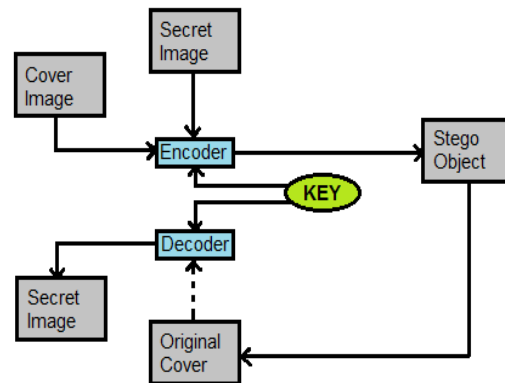 Secret
Image
Cover
Image
Encoder
Stego
Object
KEY
Decoder
Secret
Image
Original
Cover